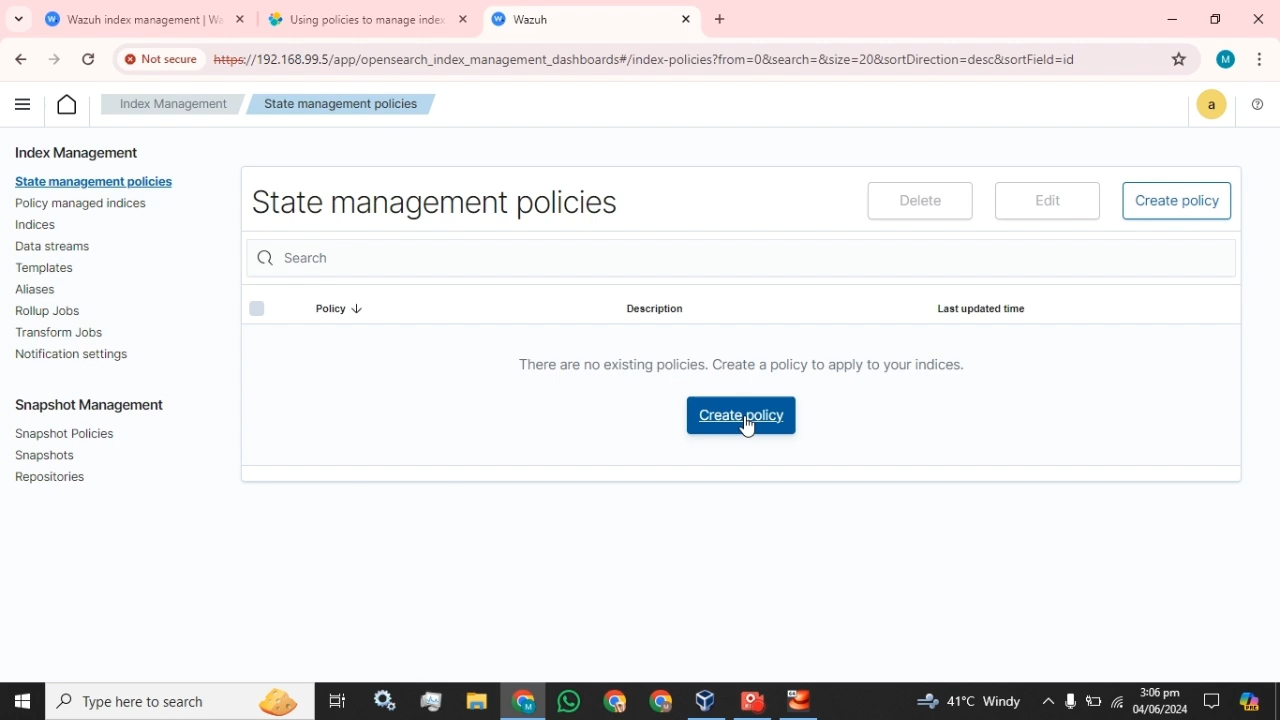 Wazuh index management | Wa
Using policies to manage index
Wazuh
Not secure
https://192.168.99.5/app/opensearch_index_management_dashboards#/index-policies?from=0&search=&size=20&sortDirection=desc&sortField=id
M
Index Management
State management policies
a
Index Management
State management policies
Policy managed indices
Indices
Data streams
Templates
Aliases
Rollup Jobs
Transform Jobs
Notification settings
Snapshot Management
Snapshot Policies
Snapshots
Repositories
State management policies
Delete
Edit
Create policy
Search
Policy
Description
Last updated time
There are no existing policies. Create a policy to apply to your indices.
Create policy
Type here to search
41°C Windy
3:06 pm
04/06/2024